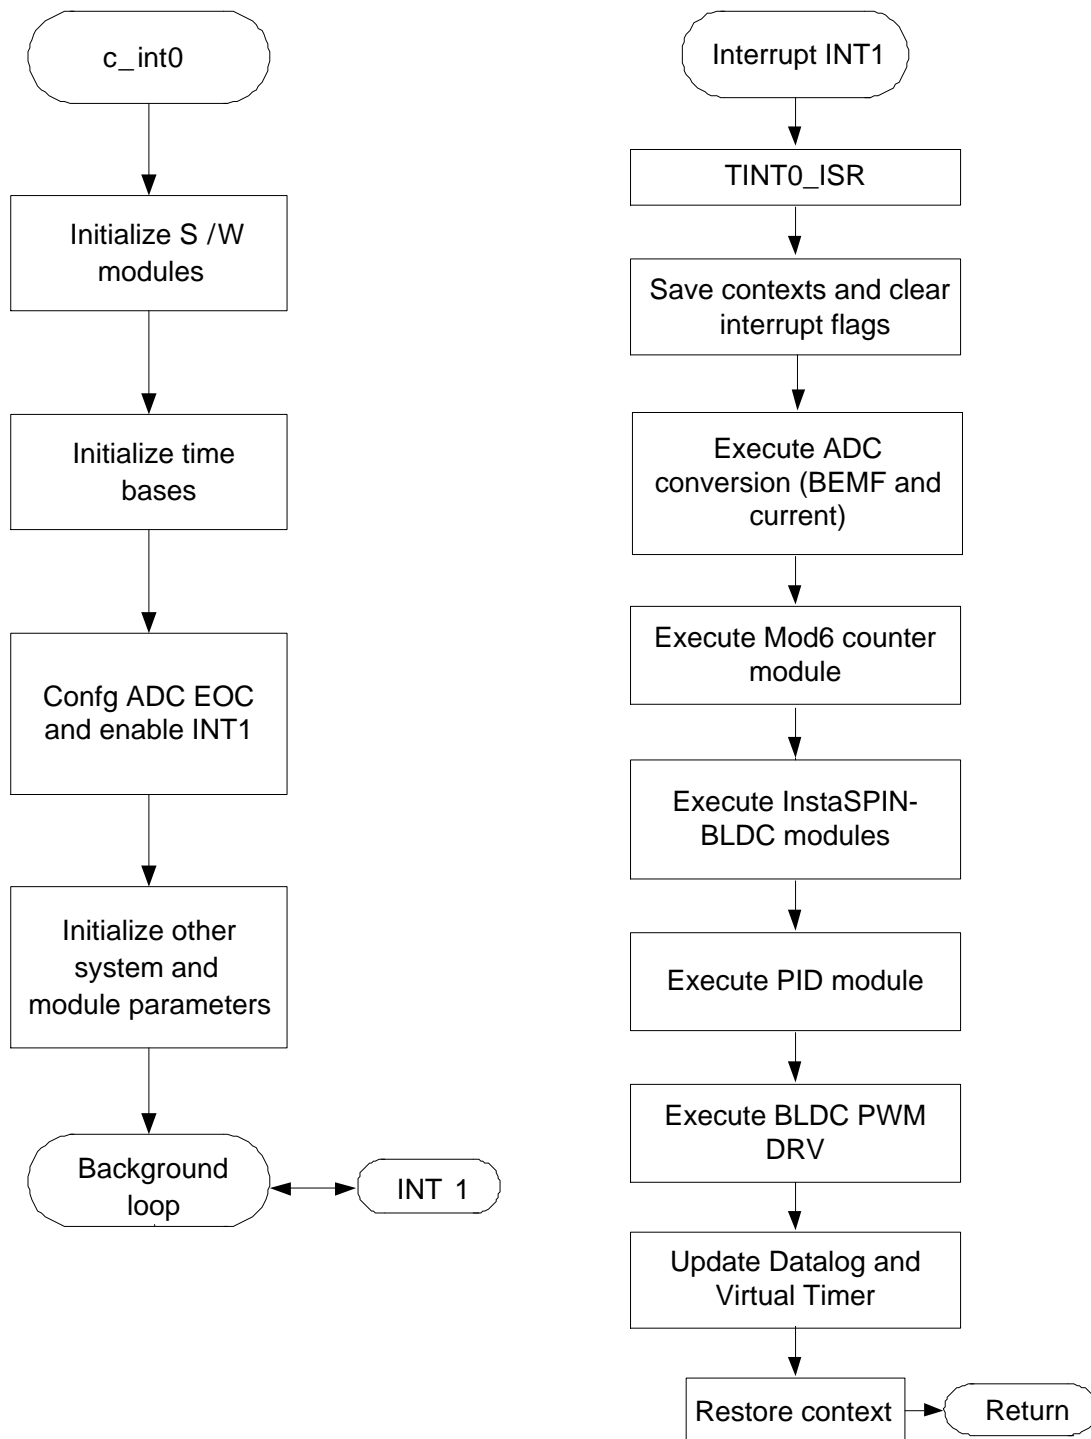 c_int0
Initialize S /W
modules
Initialize time
bases
Confg ADC EOC
and enable INT1
Initialize other
system and
module parameters
Background
loop
INT 1
Interrupt INT1
TINT0_ISR
Save contexts and clear
interrupt flags
Execute ADC
conversion (BEMF and
current)
Execute Mod6 counter
module
Execute InstaSPIN-
BLDC modules
Execute PID module
Execute BLDC PWM
DRV
Update Datalog and
Virtual Timer
Restore context
Return